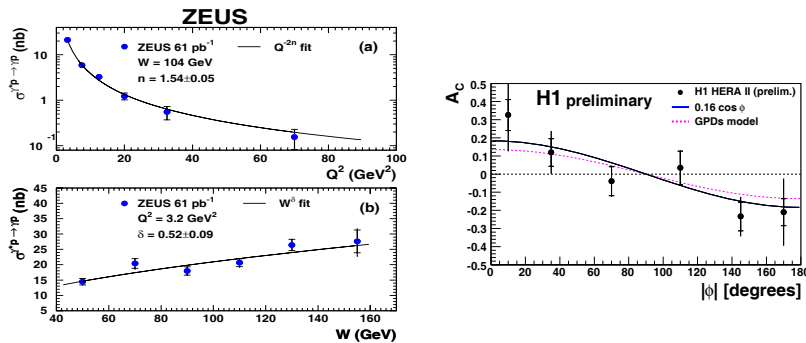 ZEUS
σγ*p → γp (nb)
10
1
10⁻¹
ZEUS 61 pb⁻¹
Q⁻²ⁿ fit
(a)
W = 104 GeV
n = 1.54±0.05
0 20 40 60 80 100
Q² (GeV²)
σγ*p → γp (nb)
45
40
35
30
25
20
15
10
5
ZEUS 61 pb⁻¹
W^δ fit
(b)
Q² = 3.2 GeV²
δ = 0.52±0.09
40 60 80 100 120 140 160
W (GeV)
A_C
0.5
0.4
0.3
0.2
0.1
0
-0.1
-0.2
-0.3
-0.4
-0.5
H1 preliminary
H1 HERA II (prelim.)
0.16 cos ϕ
GPDs model
0 20 40 60 80 100 120 140 160 180
|ϕ| [degrees]